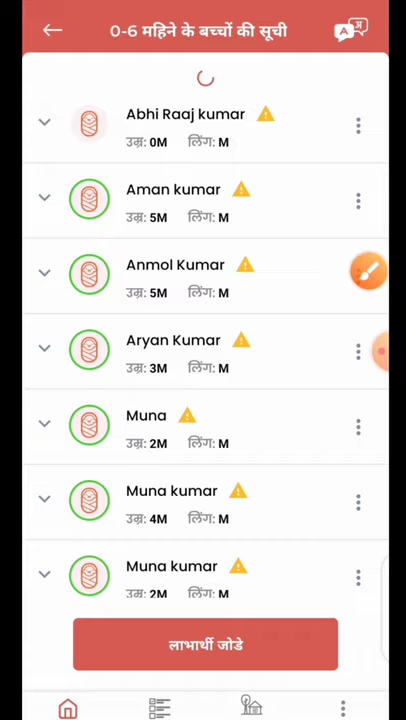 0-6 महिने के बच्चों की सूची
A अ
Abhi Raaj kumar
उम्र: 0M लिंग: M
Aman kumar
उम्र: 5M लिंग: M
Anmol Kumar
उम्र: 5M लिंग: M
Aryan Kumar
उम्र: 3M लिंग: M
Muna
उम्र: 2M लिंग: M
Muna kumar
उम्र: 4M लिंग: M
Muna kumar
उम्र: 2M लिंग: M
लाभार्थी जोडे